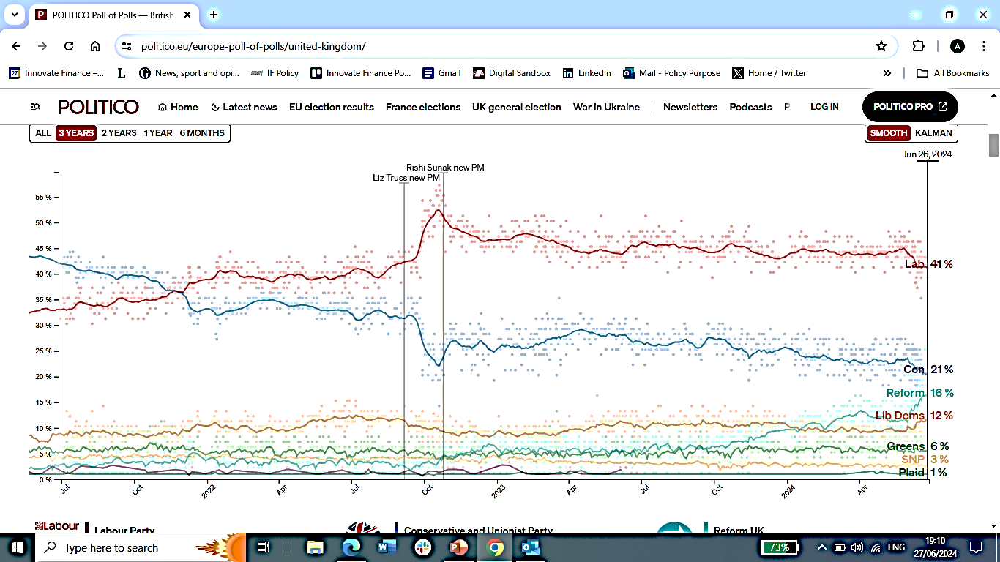 POLITICO Poll of Polls — British
politico.eu/europe-poll-of-polls/united-kingdom/
A
27 Innovate Finance –...
L
News, sport and opi...
IF Policy
Innovate Finance Po...
Gmail
Digital Sandbox
LinkedIn
Mail - Policy Purpose
Home / Twitter
»
All Bookmarks
POLITICO
Home
Latest news
EU election results
France elections
UK general election
War in Ukraine
Newsletters
Podcasts
P
LOG IN
POLITICO PRO
ALL 3 YEARS 2 YEARS 1 YEAR 6 MONTHS
SMOOTH KALMAN
Jun 26, 2024
Rishi Sunak new PM
Liz Truss new PM
55 %
50 %
45 %
40 %
35 %
30 %
25 %
20 %
15 %
10 %
5 %
0 %
Lab 41 %
Con 21 %
Reform 16 %
Lib Dems 12 %
Greens 6 %
SNP 3 %
Plaid 1 %
Jul Oct 2022 Apr Jul Oct 2023 Apr Jul Oct 2024 Apr
Labour Labour Party
Conservative and Unionist Party
Reform UK
Type here to search
73%
ENG
19:10
27/06/2024